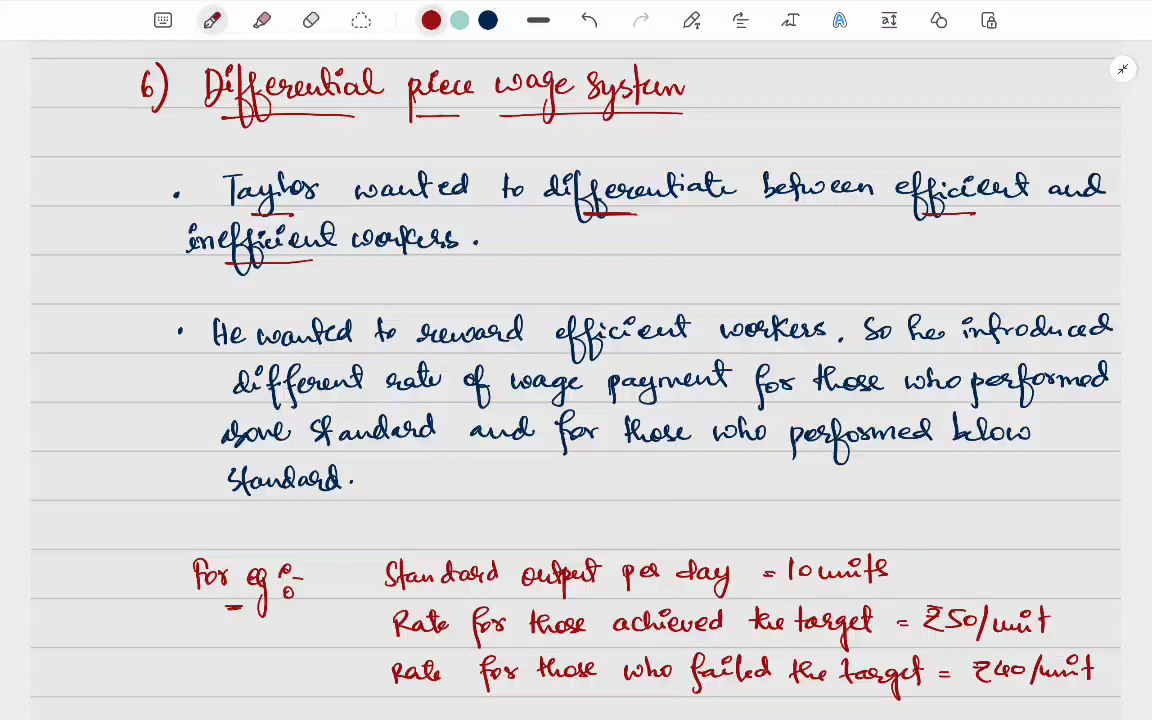 6) Differential piece wage System
• Taylor wanted to differentiate between efficient and
inefficient workers.
• He wanted to reward efficient workers. So he introduced
different rate of wage payment for those who performed
above standard and for those who performed below
standard.
For eg :- Standard output per day = 10 units
Rate for those achieved the target = ₹50/unit
Rate for those who failed the target = ₹40/unit